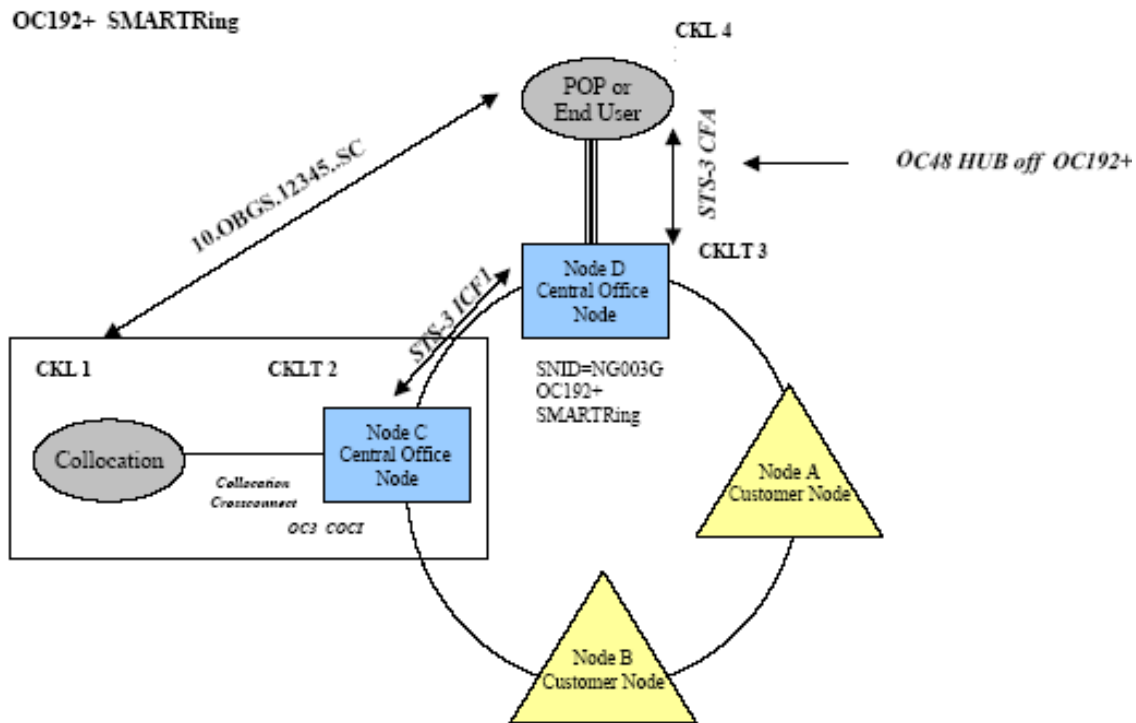 OC192+ SMARTRing
CKL 4
POP or
End User
STS-3 CFA
OC48 HUB off OC192+
10.OBGS.12345..SC
CKLT 3
Node D
Central Office
Node
STS-3 ICF1
SNID=NG003G
OC192+
SMARTRing
CKL 1
CKLT 2
Collocation
Node C
Central Office
Node
Collocation
Crossconnect
OC3 COCI
Node A
Customer Node
Node B
Customer Node